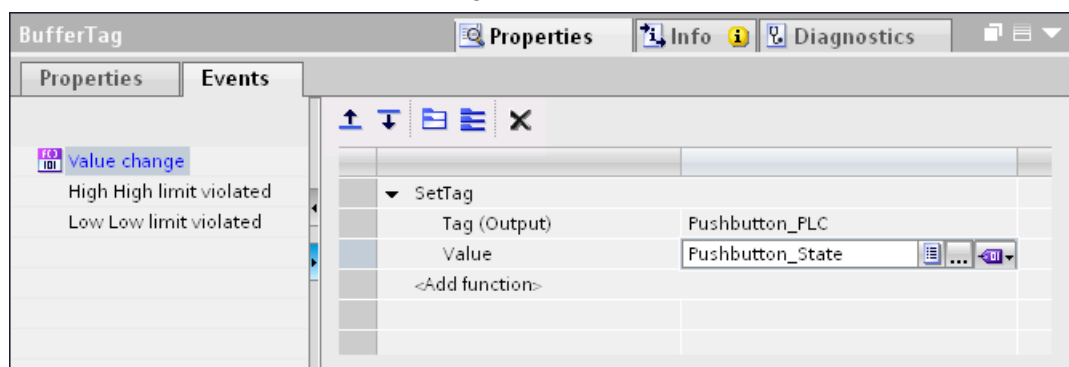 BufferTag Properties Info Diagnostics
Properties Events
Value change
High High limit violated
Low Low limit violated
SetTag
Tag (Output) Pushbutton_PLC
Value Pushbutton_State ...
<Add function>